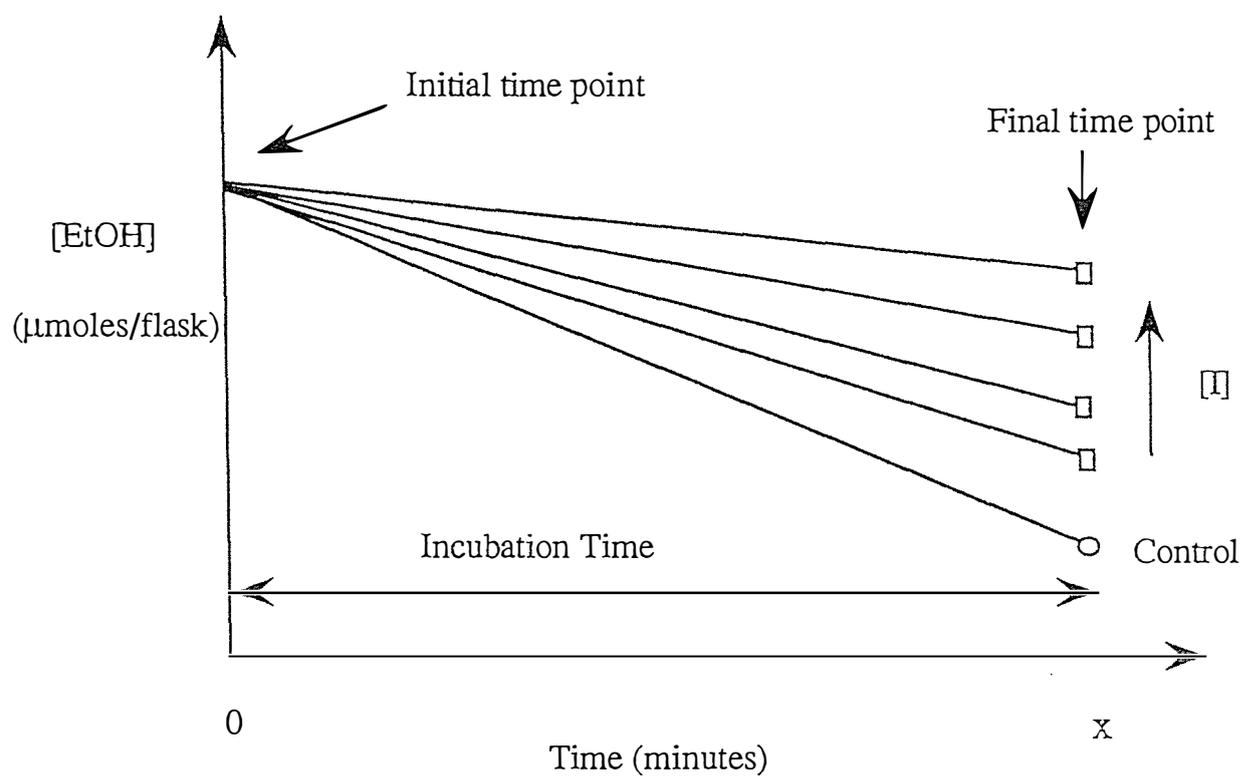 Initial time point
Final time point
[EtOH]
(μmoles/flask)
[I]
Incubation Time
Control
0
x
Time (minutes)